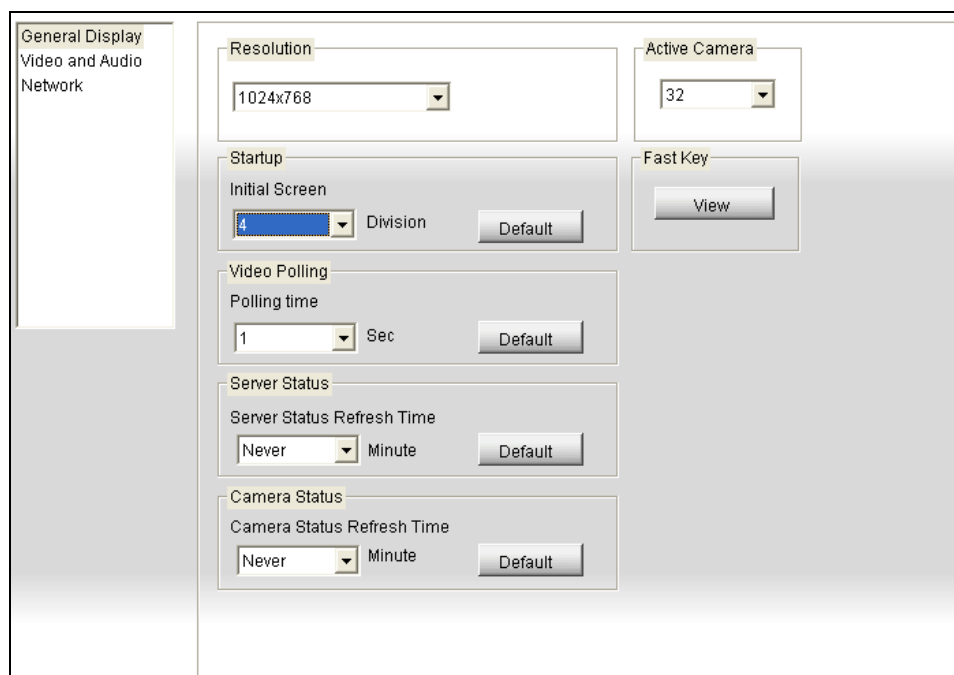 General Display
Video and Audio
Network
Resolution
1024x768
Active Camera
32
Startup
Initial Screen
4
Division
Default
Fast Key
View
Video Polling
Polling time
1
Sec
Default
Server Status
Server Status Refresh Time
Never
Minute
Default
Camera Status
Camera Status Refresh Time
Never
Minute
Default